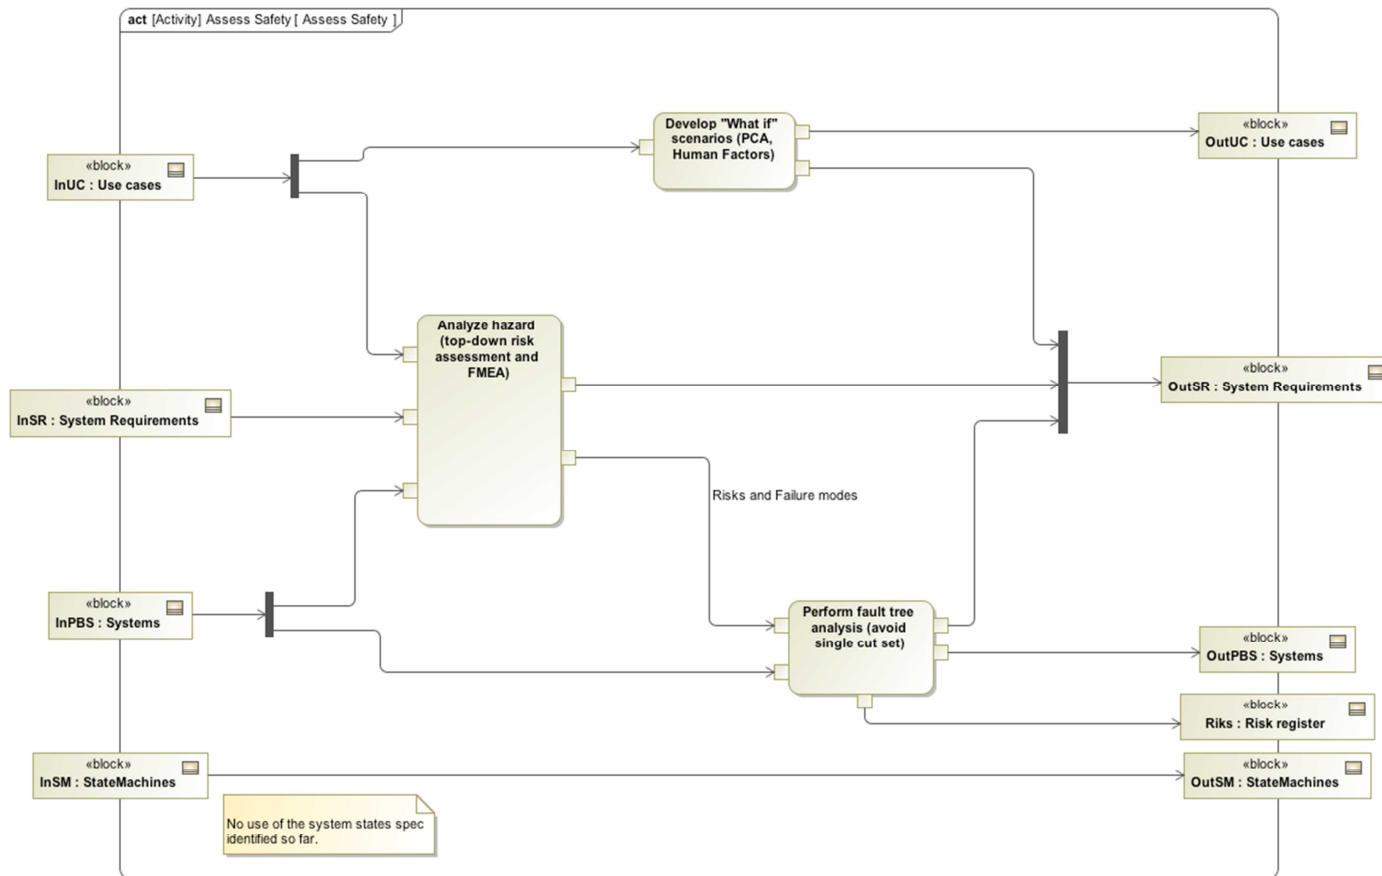 act [Activity] Assess Safety [ Assess Safety ]
Develop "What if"
scenarios (PCA,
Human Factors)
«block»
OutUC : Use cases
«block»
InUC : Use cases
Analyze hazard
(top-down risk
assessment and
FMEA)
«block»
OutSR : System Requirements
«block»
InSR : System Requirements
Risks and Failure modes
«block»
InPBS : Systems
Perform fault tree
analysis (avoid
single cut set)
«block»
OutPBS : Systems
«block»
Riks : Risk register
«block»
InSM : StateMachines
«block»
OutSM : StateMachines
No use of the system states spec
identified so far.